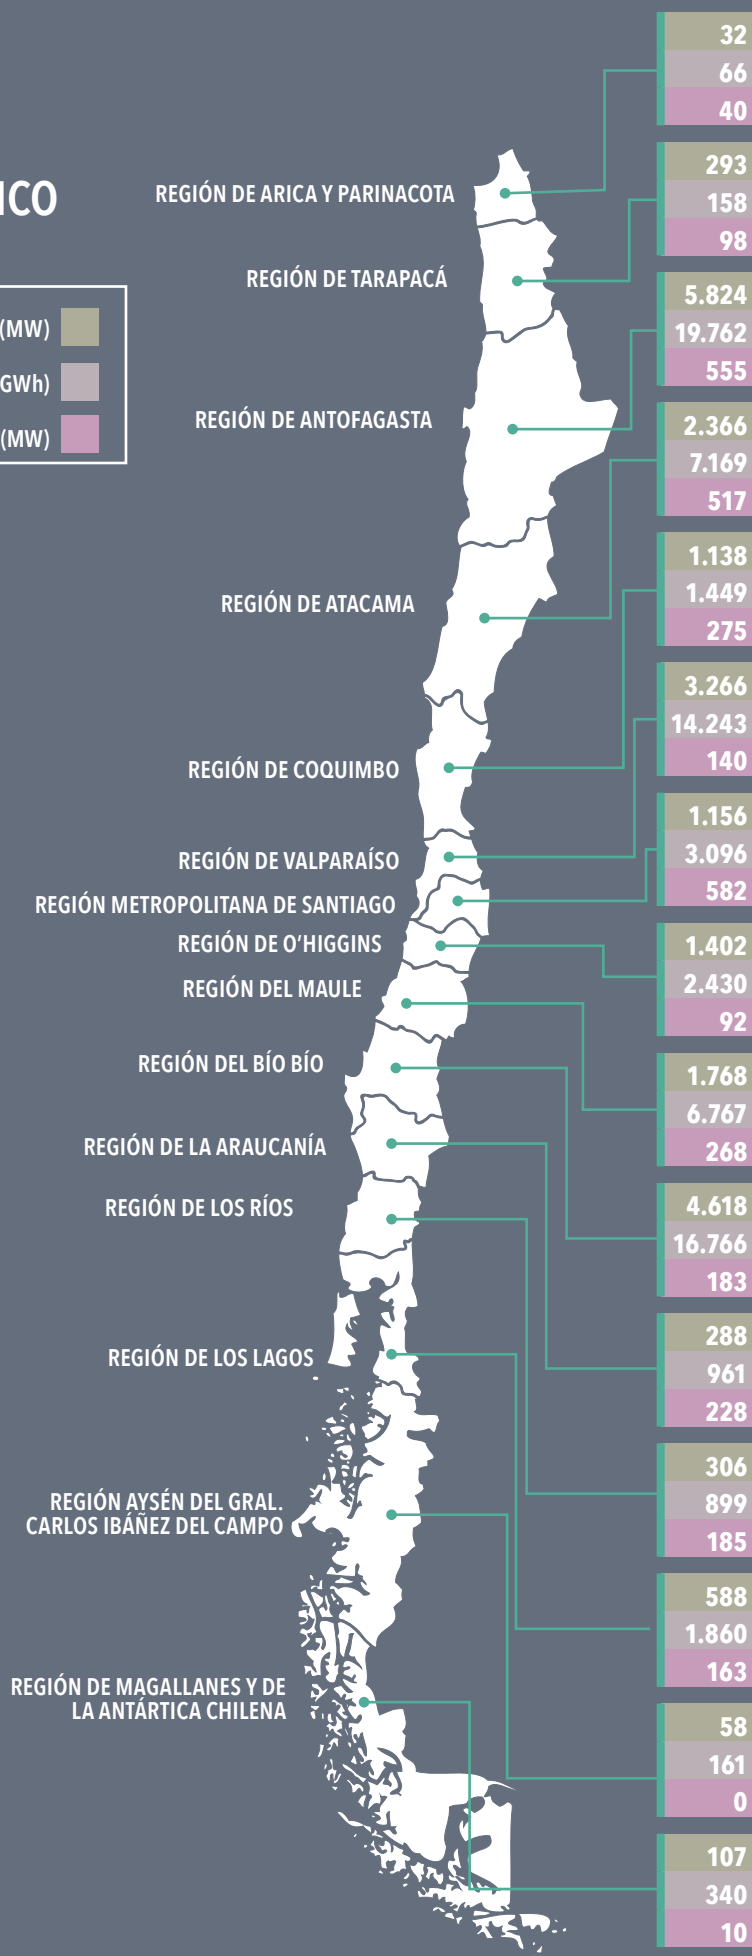 32
66
40
ICO
REGIÓN DE ARICA Y PARINACOTA
293
158
98
REGIÓN DE TARAPACÁ
(MW)
GWh)
(MW)
5.824
19.762
555
REGIÓN DE ANTOFAGASTA
2.366
7.169
517
REGIÓN DE ATACAMA
1.138
1.449
275
3.266
14.243
140
REGIÓN DE COQUIMBO
REGIÓN DE VALPARAÍSO
1.156
3.096
582
REGIÓN METROPOLITANA DE SANTIAGO
REGIÓN DE O'HIGGINS
1.402
2.430
92
REGIÓN DEL MAULE
REGIÓN DEL BÍO BÍO
1.768
6.767
268
REGIÓN DE LA ARAUCANÍA
REGIÓN DE LOS RÍOS
4.618
16.766
183
REGIÓN DE LOS LAGOS
288
961
228
REGIÓN AYSÉN DEL GRAL.
CARLOS IBÁÑEZ DEL CAMPO
306
899
185
588
1.860
163
REGIÓN DE MAGALLANES Y DE
LA ANTÁRTICA CHILENA
58
161
0
107
340
10